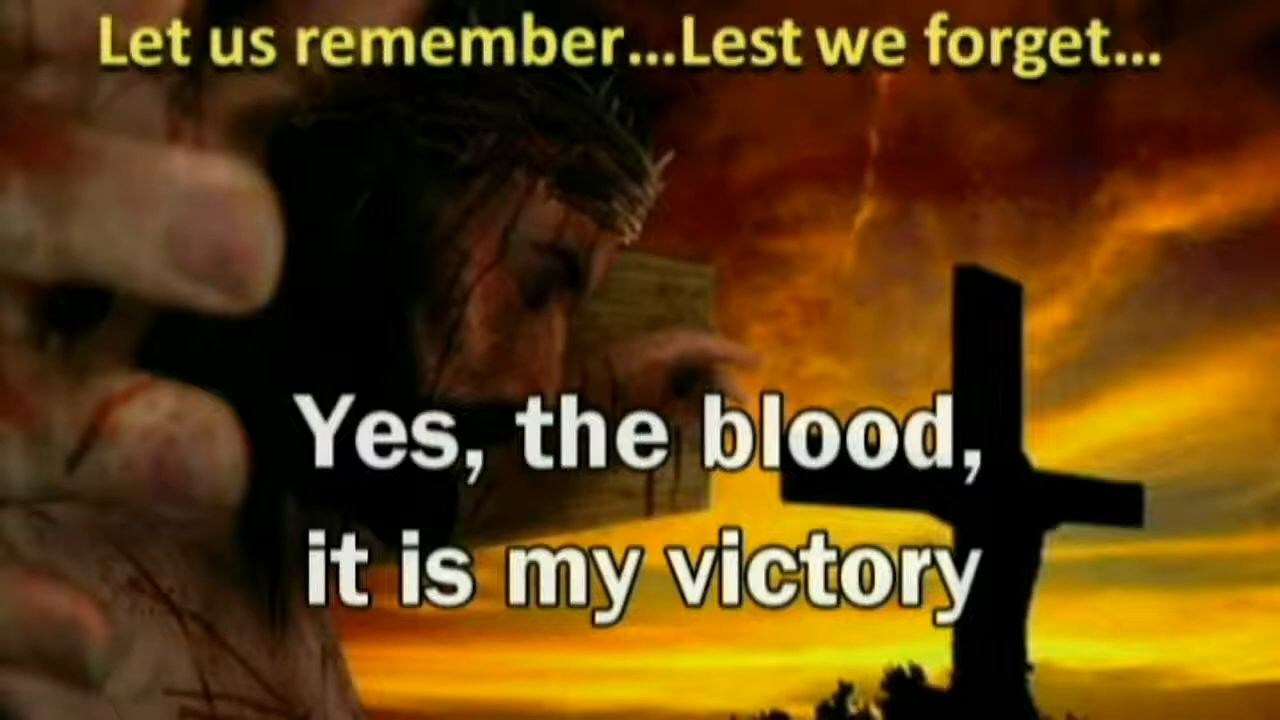 Let us remember...Lest we forget...
Yes, the blood,
it is my victory